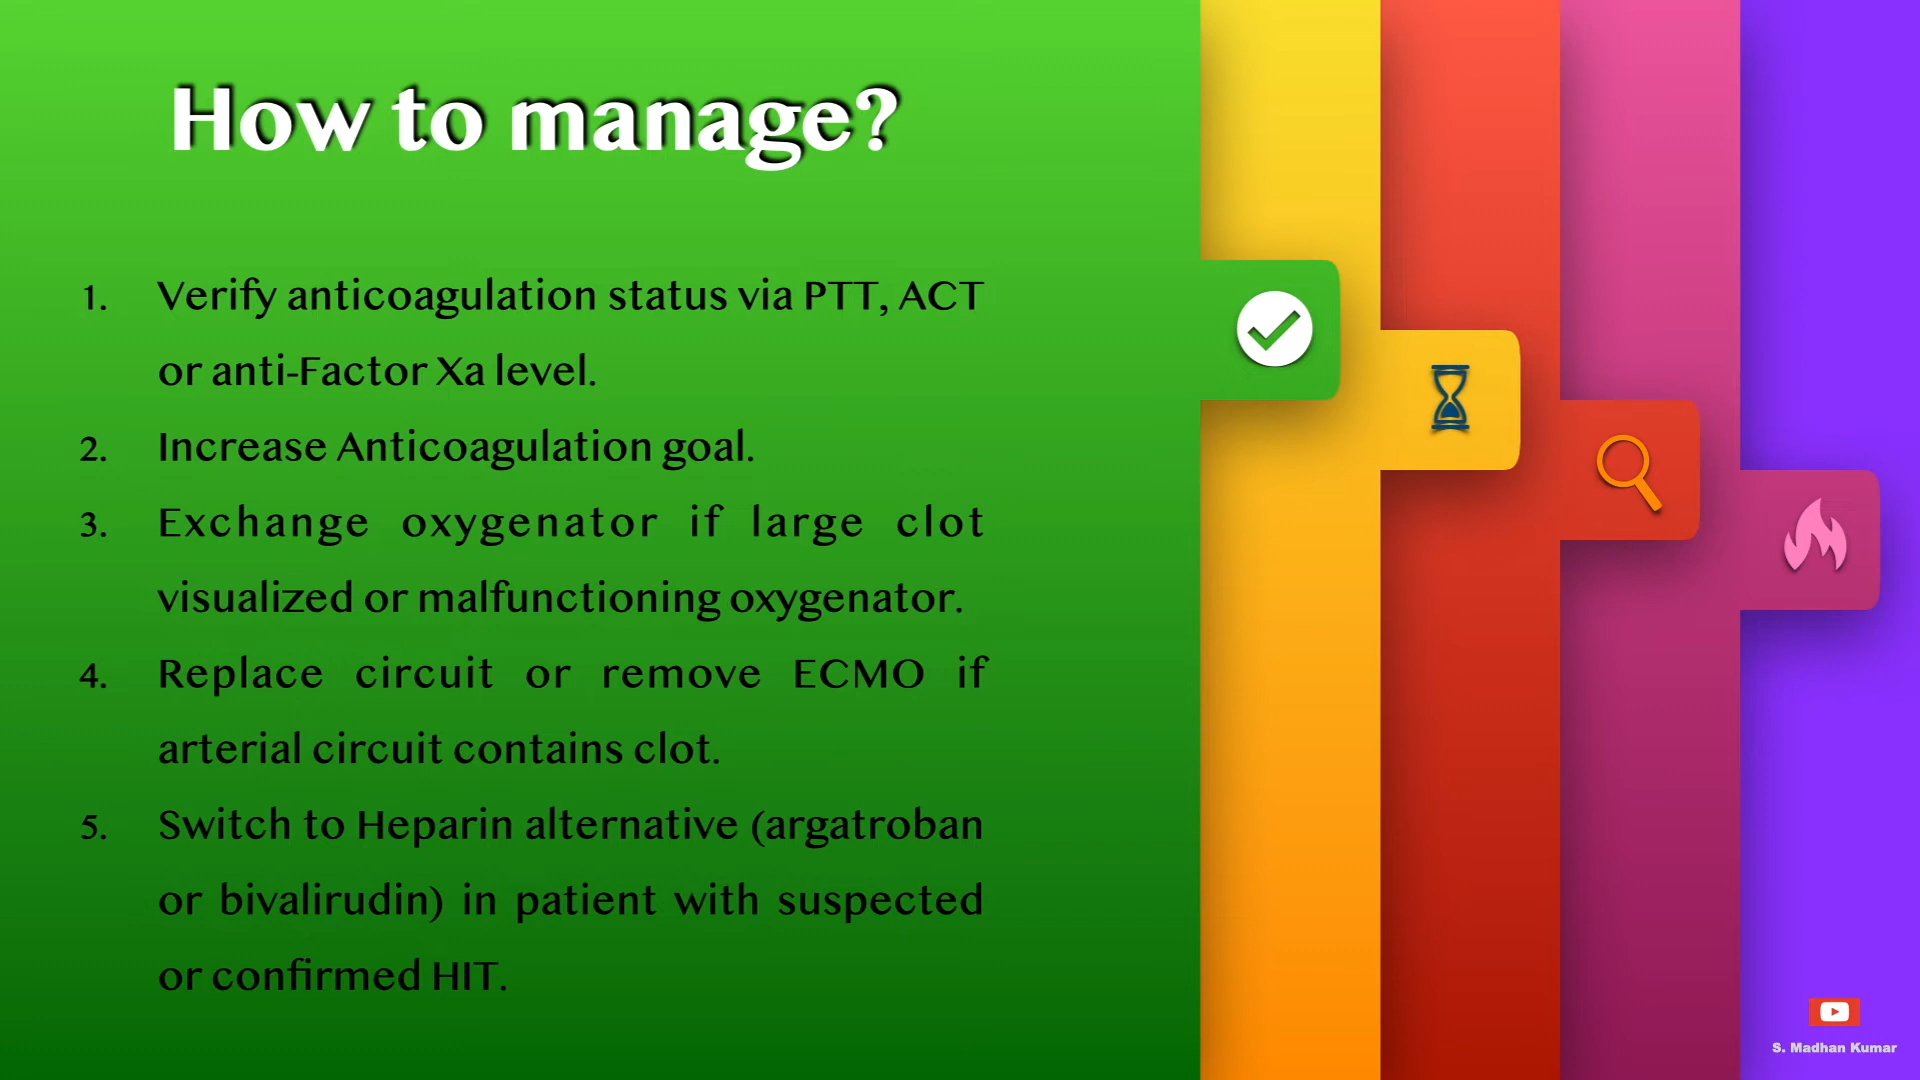 How to manage?
1. Verify anticoagulation status via PTT, ACT
or anti-Factor Xa level.
2. Increase Anticoagulation goal.
3. Exchange oxygenator if large clot
visualized or malfunctioning oxygenator.
4. Replace circuit or remove ECMO if
arterial circuit contains clot.
5. Switch to Heparin alternative (argatroban
or bivalirudin) in patient with suspected
or confirmed HIT.
S. Madhan Kumar